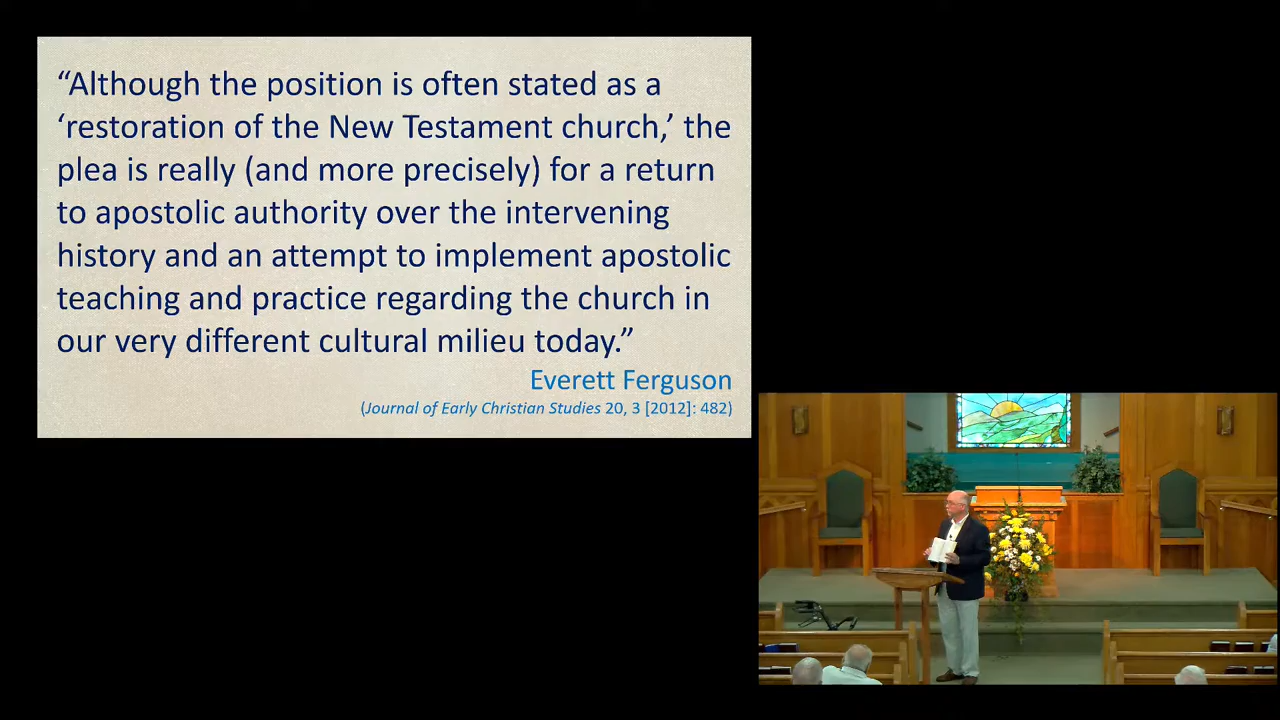 “Although the position is often stated as a
‘restoration of the New Testament church,’ the
plea is really (and more precisely) for a return
to apostolic authority over the intervening
history and an attempt to implement apostolic
teaching and practice regarding the church in
our very different cultural milieu today.”
Everett Ferguson
(Journal of Early Christian Studies 20, 3 [2012]: 482)